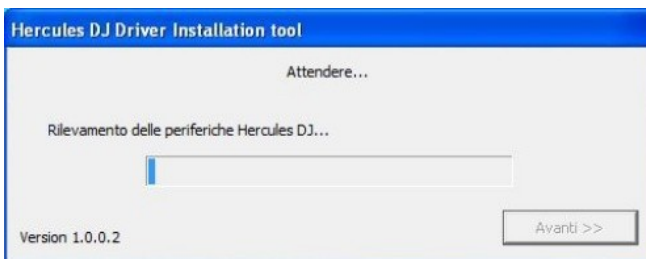 Hercules DJ Driver Installation tool
Attendere...
Rilevamento delle periferiche Hercules DJ...
Avanti >>
Version 1.0.0.2